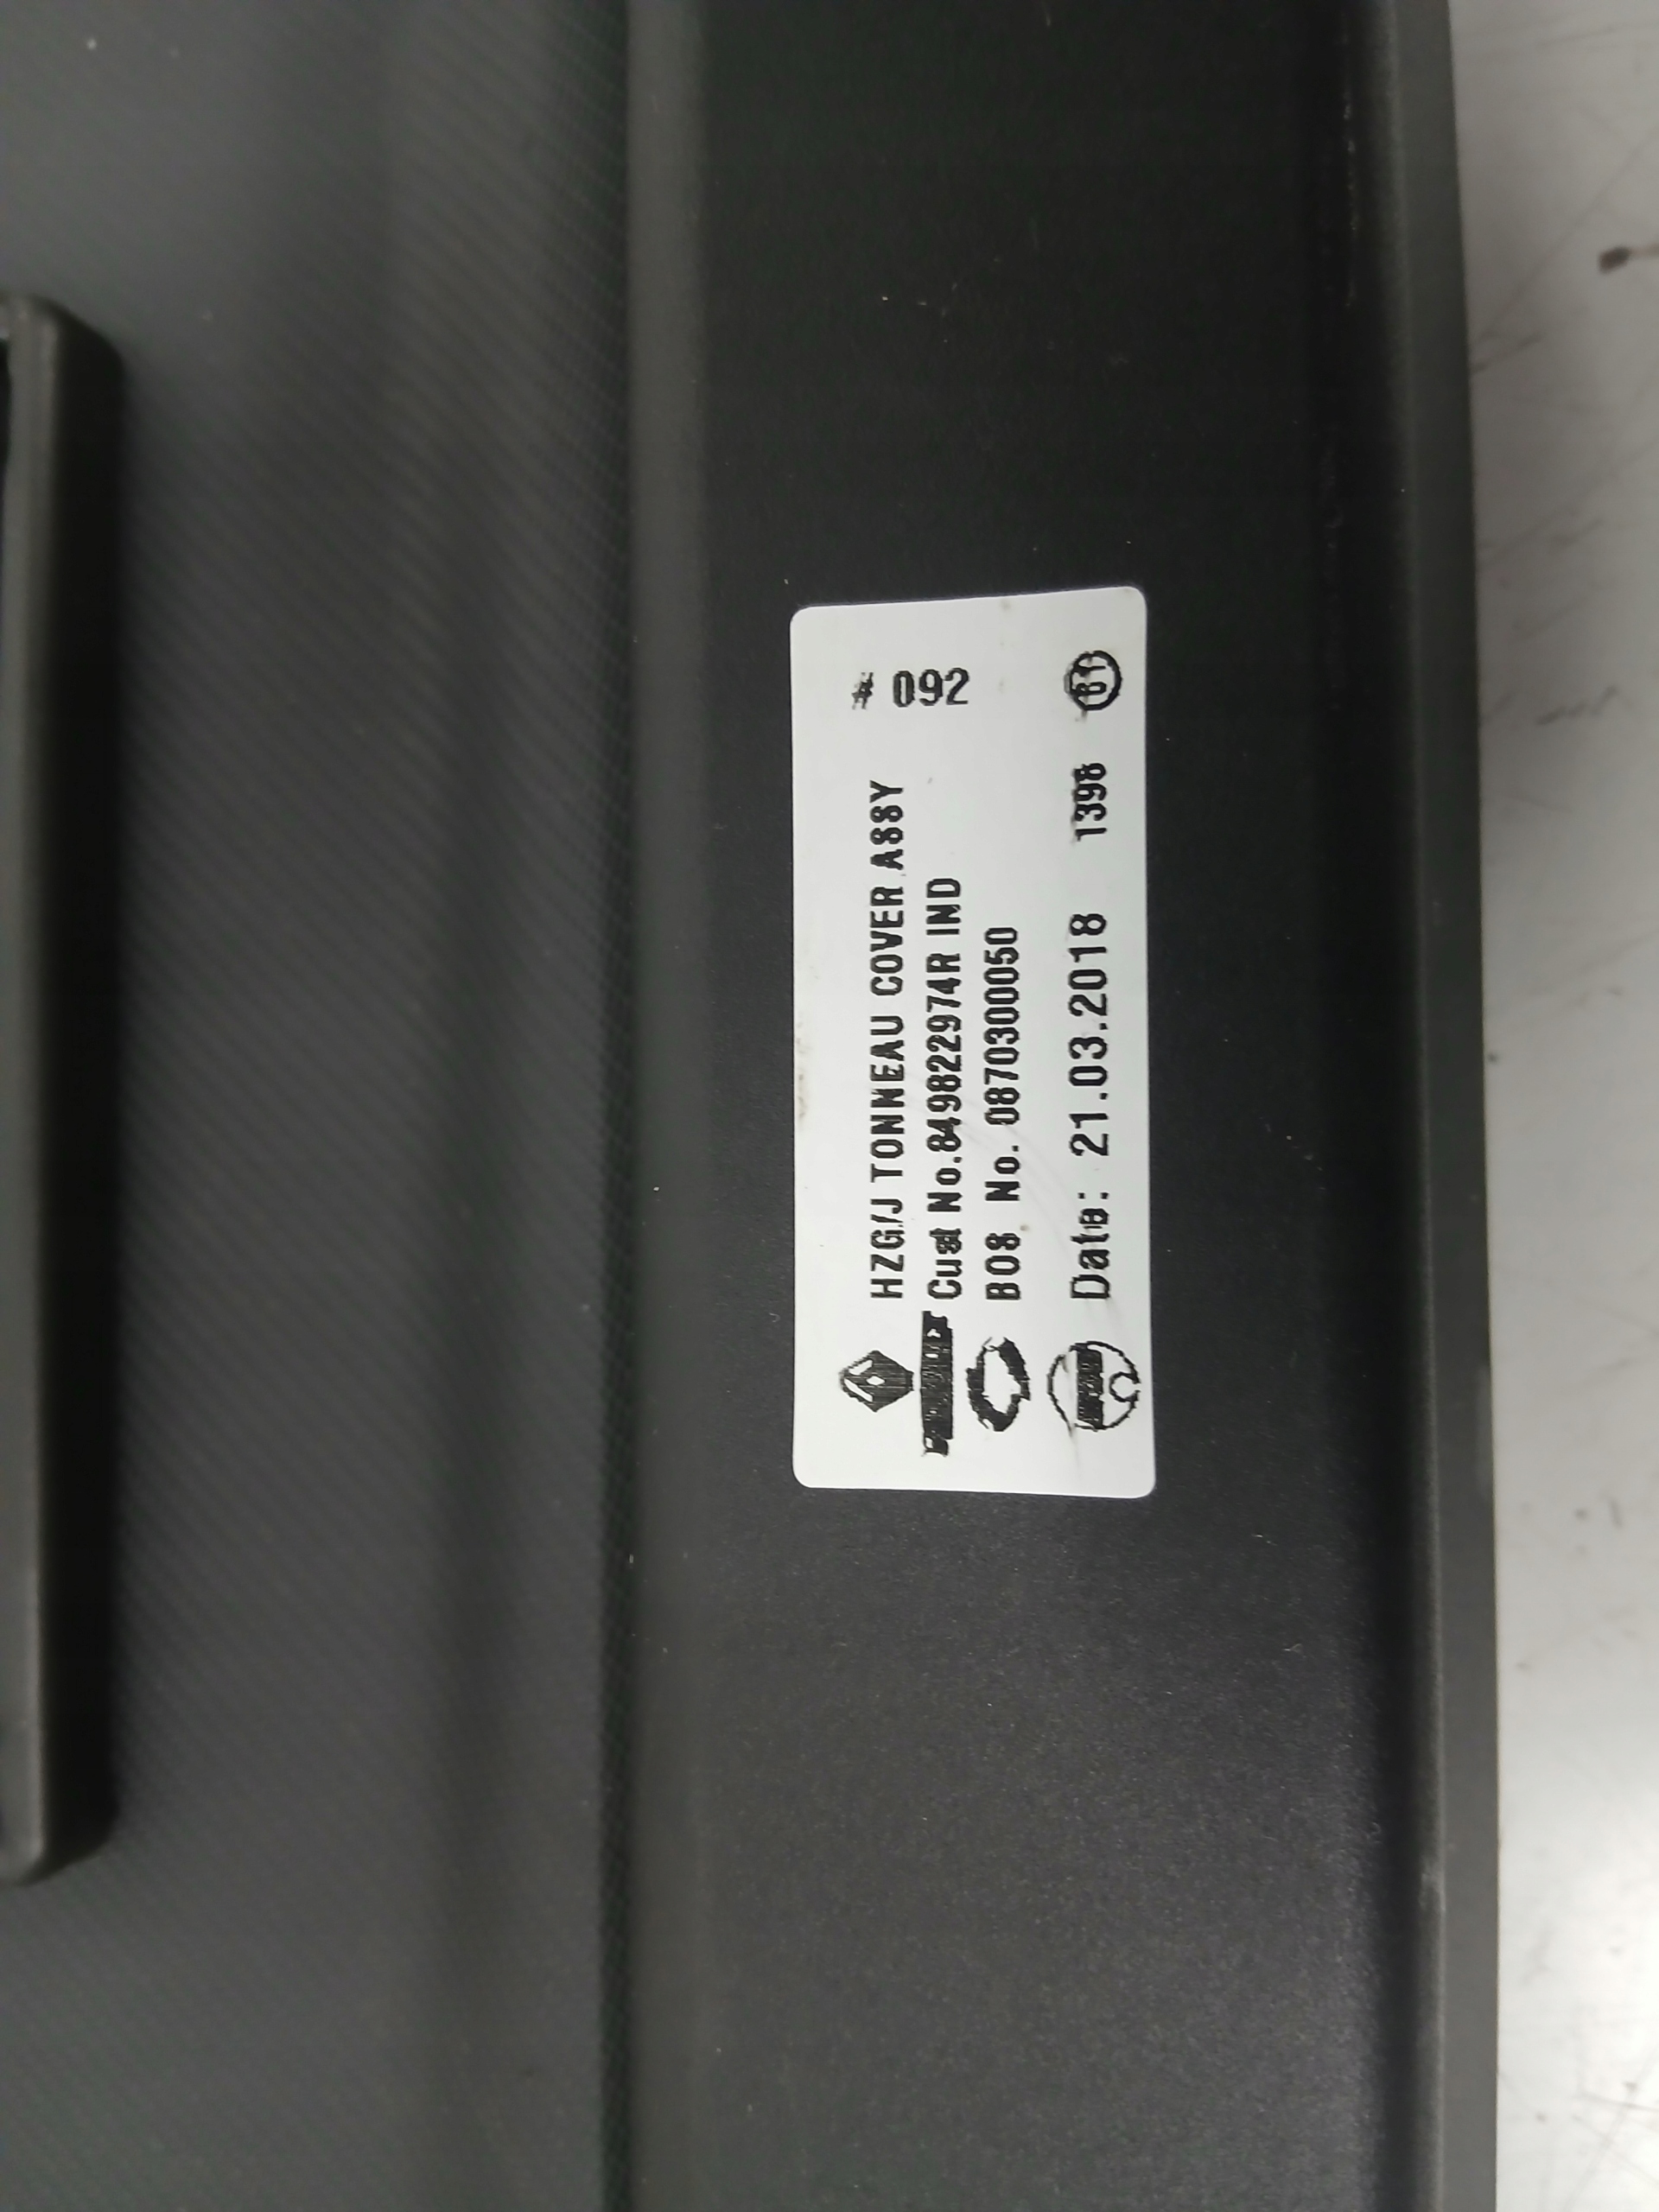 HZG/J TONNEAU COVER ASSY # 092
Cust No.849822974R IND
BOS No. 08703000050
Date: 21.03.2018 1398